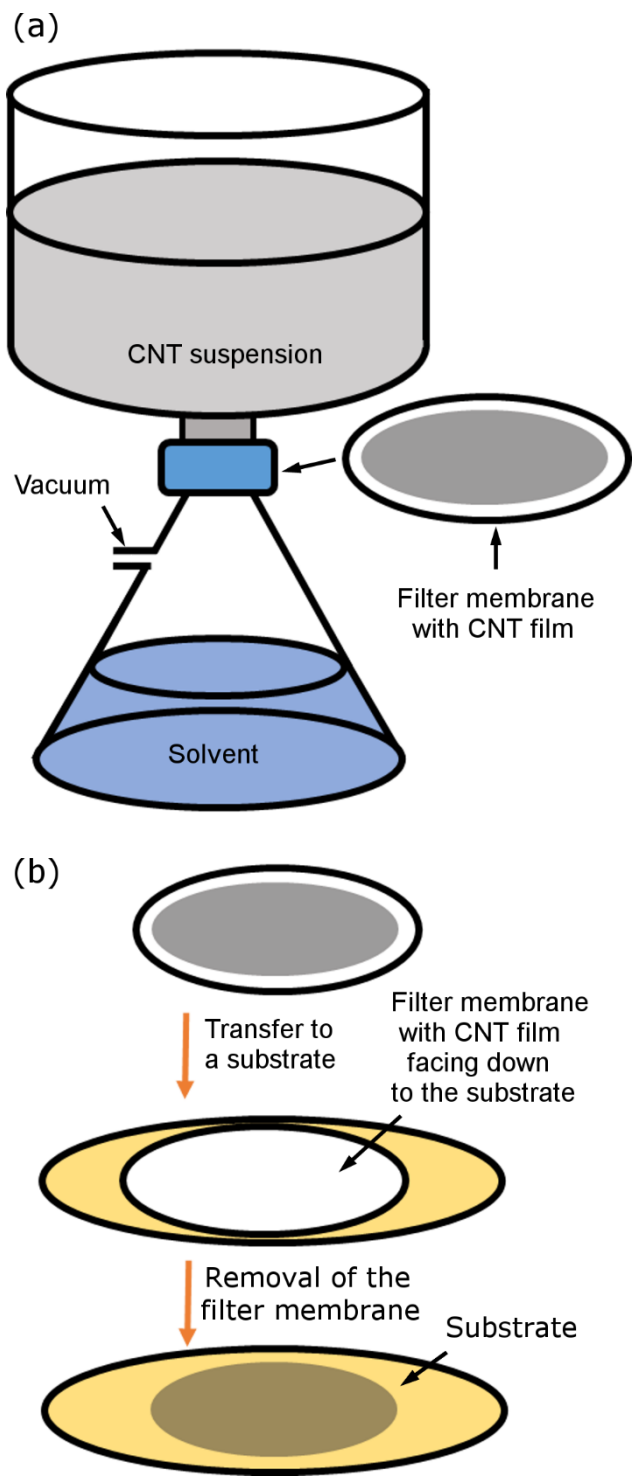 (a)
CNT suspension
Vacuum
Filter membrane
with CNT film
Solvent
(b)
Transfer to
a substrate
Filter membrane
with CNT film
facing down
to the substrate
Removal of the
filter membrane
Substrate